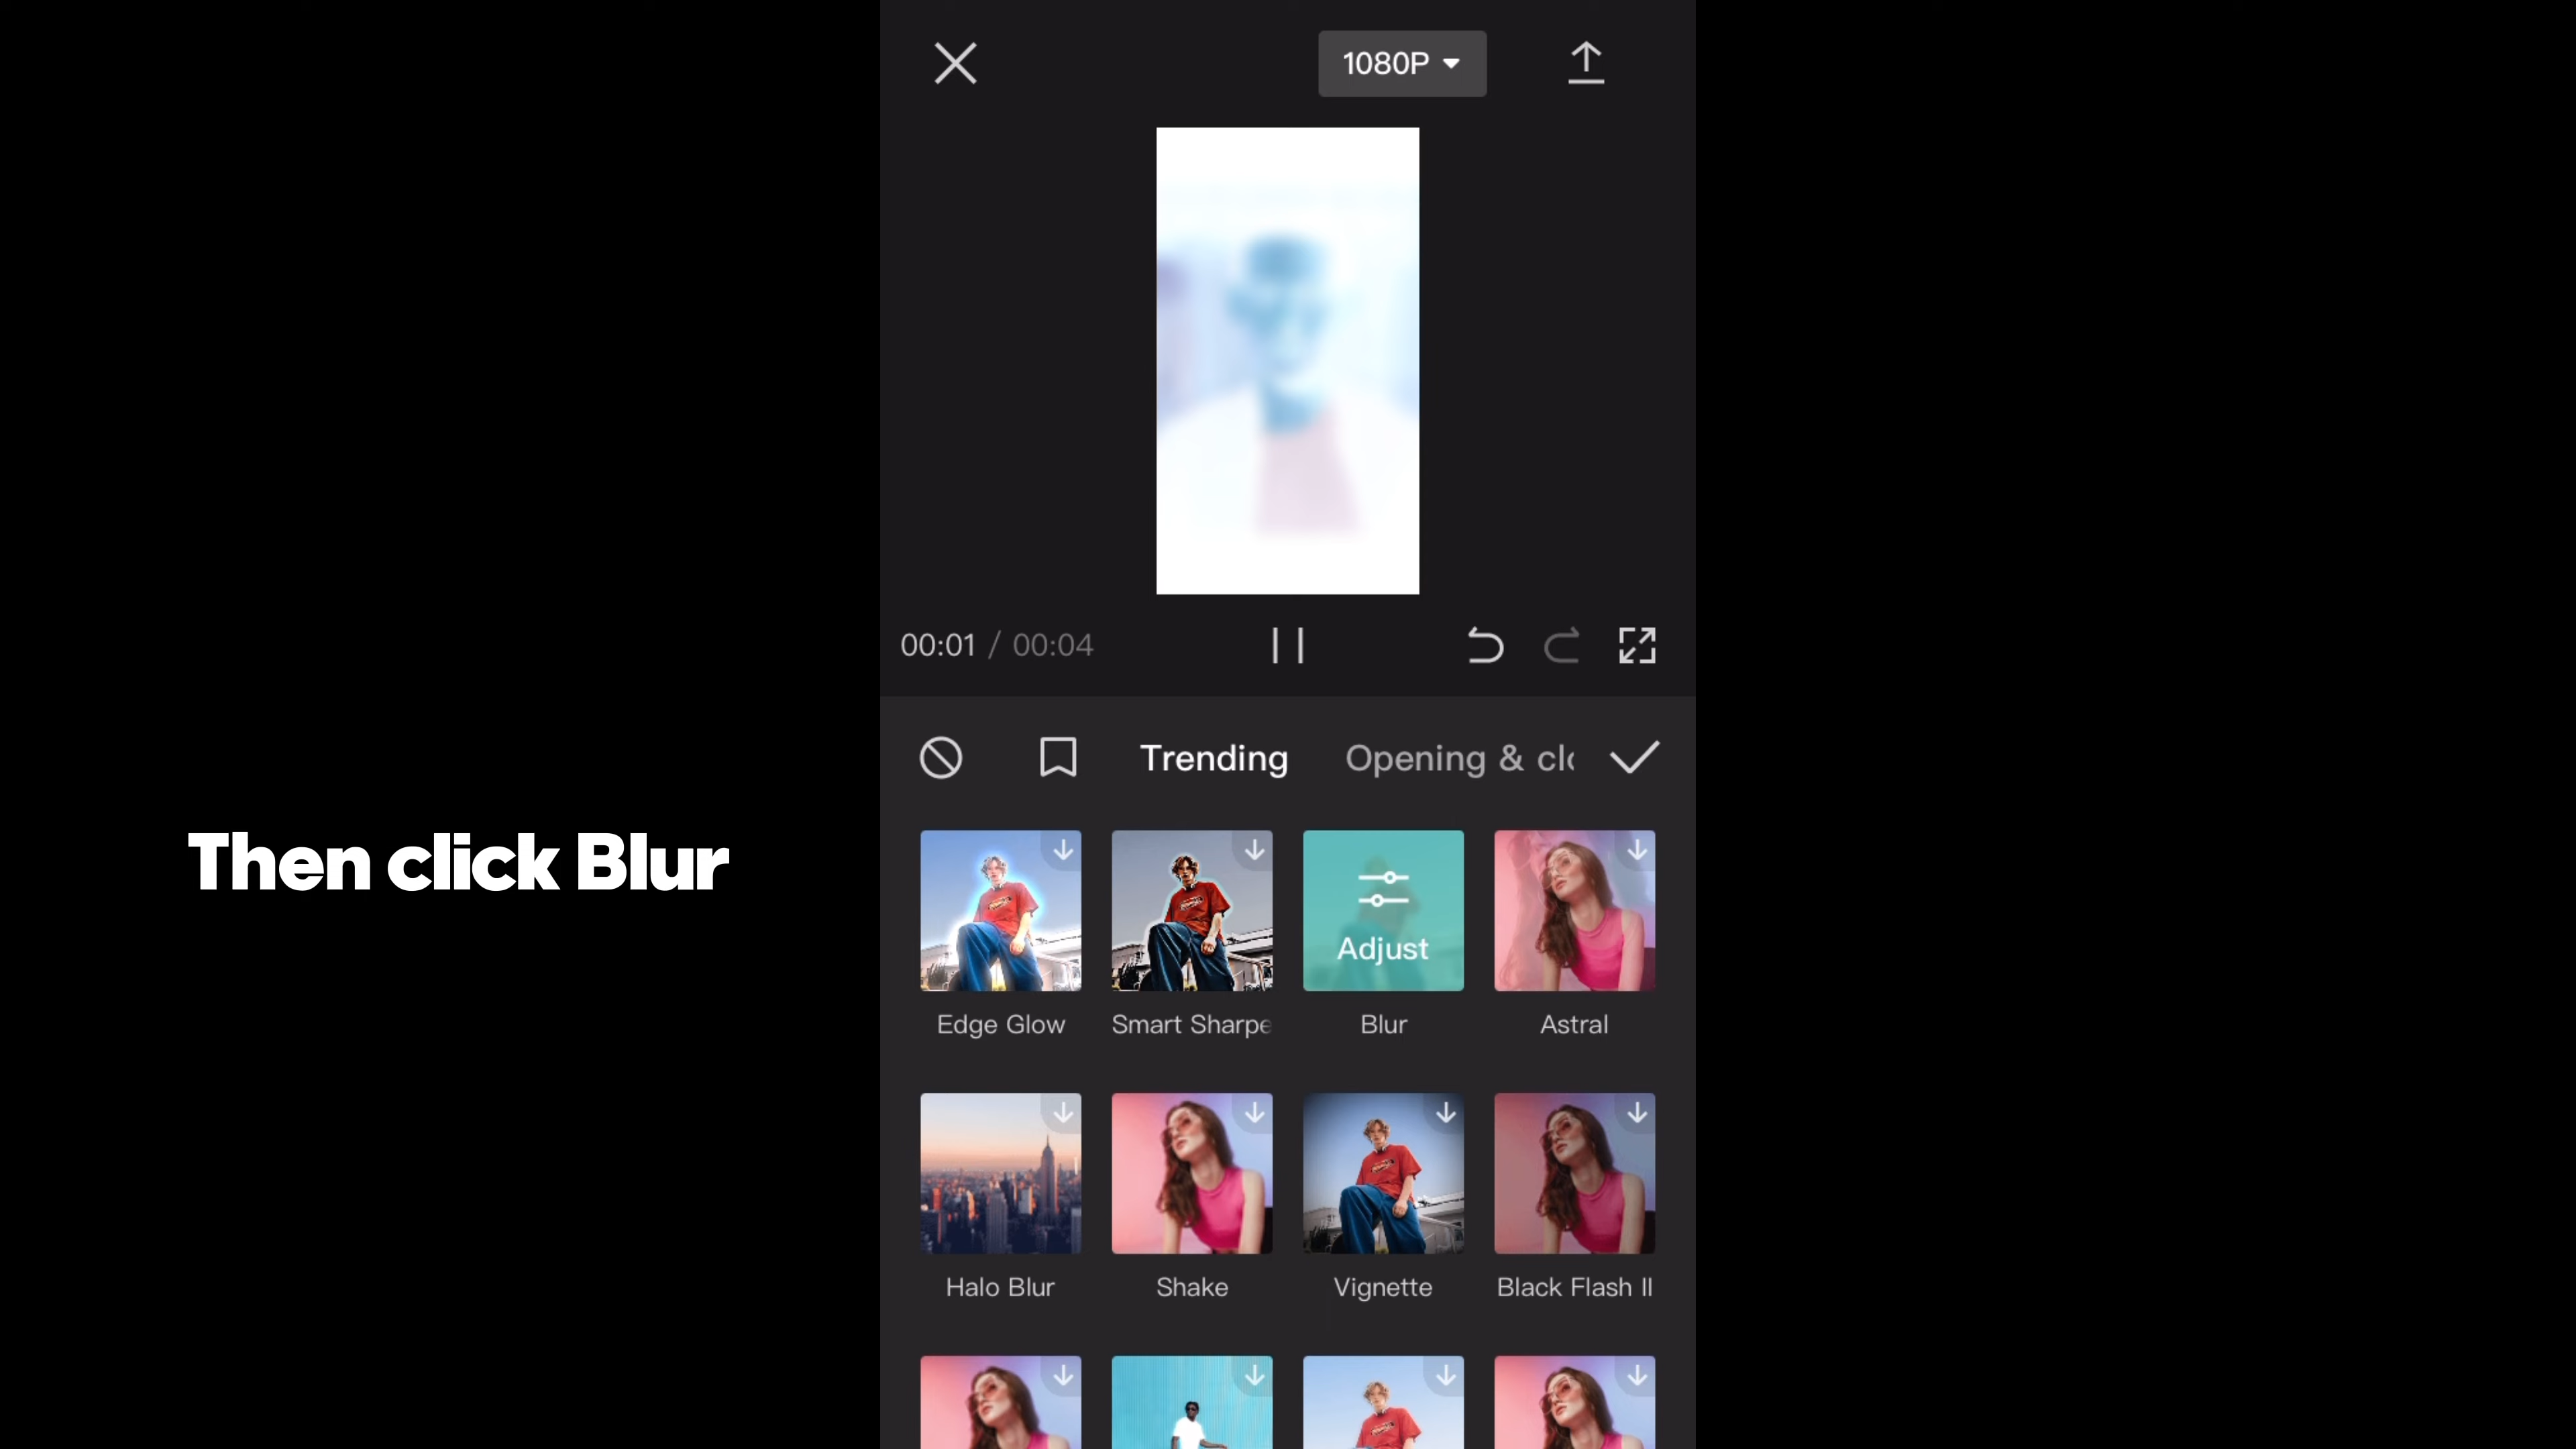 1080P
00:01 / 00:04
Trending
Opening & clo
Then click Blur
Adjust
Edge Glow
Smart Sharpe
Blur
Astral
Halo Blur
Shake
Vignette
Black Flash II